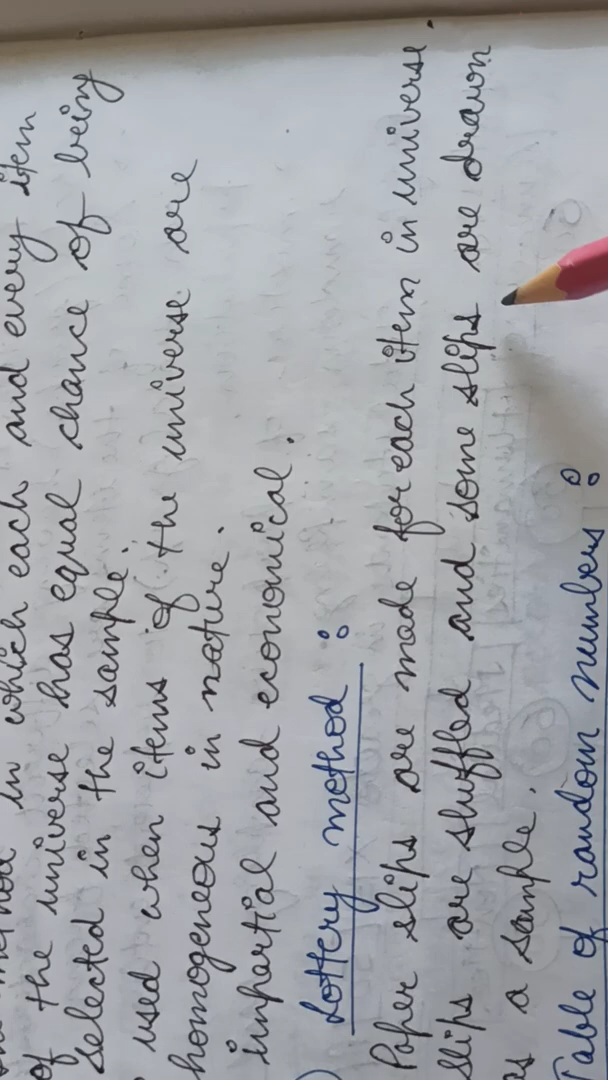 method in which each and every item
of the universe has equal chance of being
selected in the sample.
used when items of the universe are
homogeneous in nature.
impartial and economical.
Lottery method :
Paper slips are made for each item in universe
slips are shuffled and some slips are drawn
as a sample.
Table of random numbers :